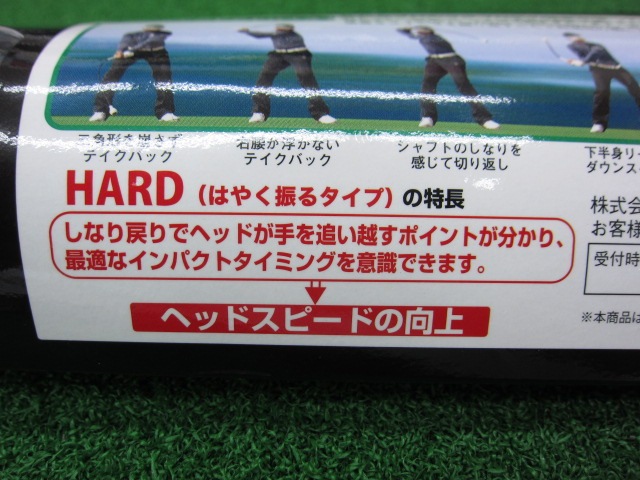 三角形を崩さず
テイクバック
右腰が浮かない
テイクバック
シャフトのしなりを
感じて切り返し
下半身リー
ダウンス
HARD（はやく振るタイプ）の特長
しなり戻りでヘッドが手を追い越すポイントが分かり、
最適なインパクトタイミングを意識できます。
ヘッドスピードの向上
株式会
お客様
受付時
※本商品は